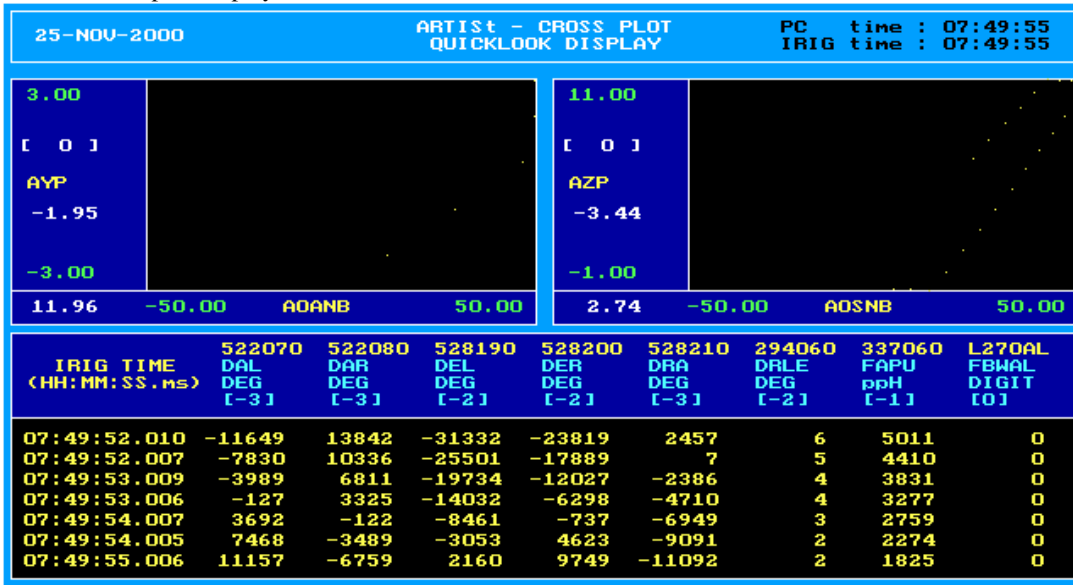 25-NOV-2000
ARTISt - CROSS PLOT
QUICKLOOK DISPLAY
PC time : 07:49:55
IRIG time : 07:49:55
3.00
[ 0 ]
AYP
-1.95
-3.00
11.96 -50.00 AOANB 50.00
11.00
[ 0 ]
AZP
-3.44
-1.00
2.74 -50.00 AOSNB 50.00
IRIG TIME
(HH:MM:SS.ms)
522070 522080 528190 528200 528210 294060 337060 L270AL
DAL DAR DEL DER DRA DRLE FAPU FBWAL
DEG DEG DEG DEG DEG DEG ppH DIGIT
[-3] [-3] [-2] [-2] [-3] [-2] [-1] [0]
07:49:52.010 -11649 13842 -31332 -23819 2457 6 5011 0
07:49:52.007 -7830 10336 -25501 -17889 7 5 4410 0
07:49:53.009 -3989 6811 -19734 -12027 -2386 4 3831 0
07:49:53.006 -127 3325 -14032 -6298 -4710 4 3277 0
07:49:54.007 3692 -122 -8461 -737 -6949 3 2759 0
07:49:54.005 7468 -3489 -3053 4623 -9091 2 2274 0
07:49:55.006 11157 -6759 2160 9749 -11092 2 1825 0